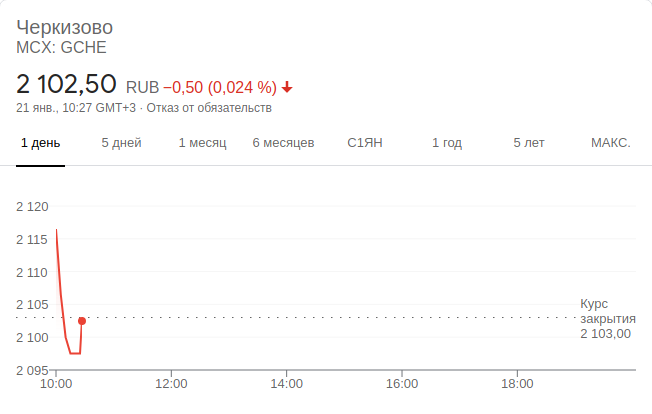 Черкизово
MCX: GCHE
2 102,50 RUB −0,50 (0,024 %)
21 янв., 10:27 GMT+3 · Отказ от обязательств
1 день 5 дней 1 месяц 6 месяцев С1ЯН 1 год 5 лет МАКС.
2 120
2 115
2 110
2 105
2 100
2 095
Курс
закрытия
2 103,00
10:00 12:00 14:00 16:00 18:00